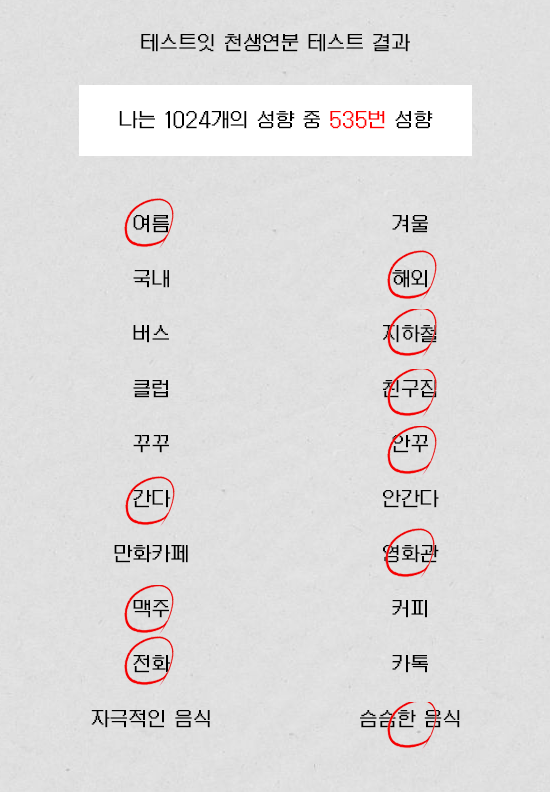 테스트잇 천생연분 테스트 결과
나는 1024개의 성향 중 535번 성향
여름 겨울
국내 해외
버스 지하철
클럽 친구집
꾸꾸 안꾸
간다 안간다
만화카페 영화관
맥주 커피
전화 카톡
자극적인 음식 슴슴한 음식